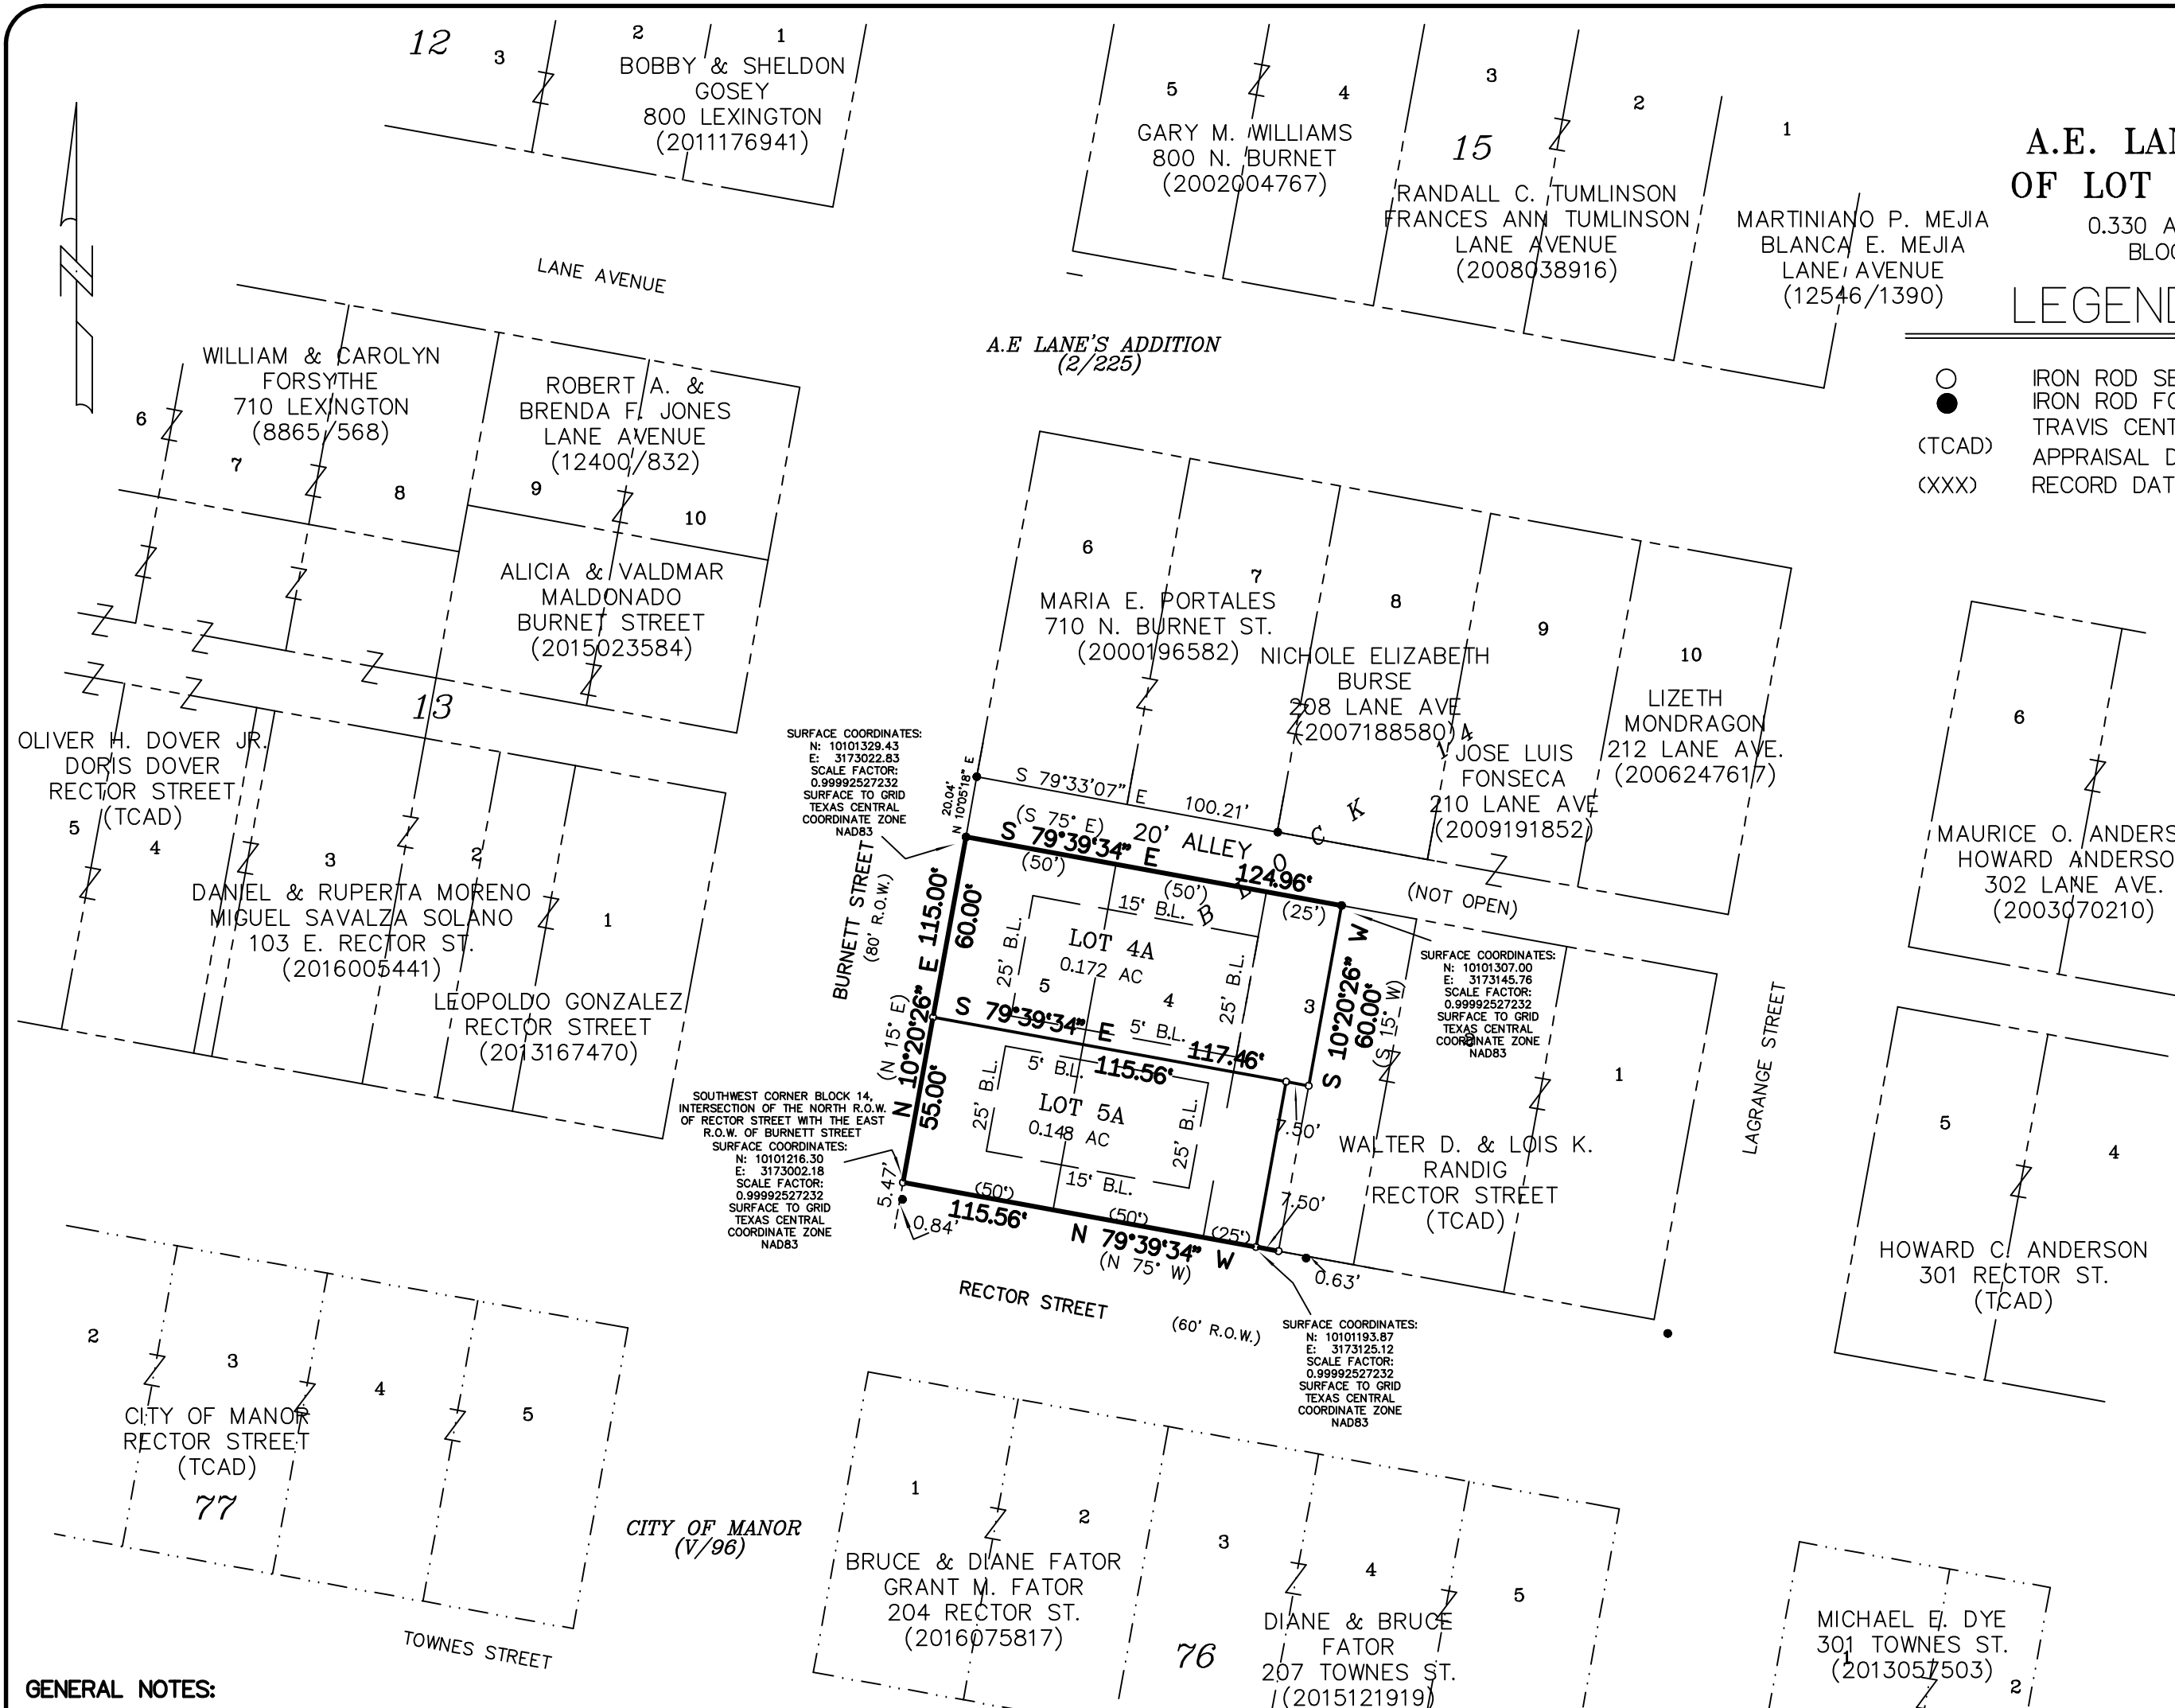 12
3
2
1
BOBBY & SHELDON
GOSEY
800 LEXINGTON
(2011176941)
5
4
GARY M. WILLIAMS
800 N. BURNET
(2002004767)
3
15
2
1
RANDALL C. TUMLINSON
FRANCES ANN TUMLINSON
LANE AVENUE
(2008038916)
MARTINIANO P. MEJIA
BLANCA E. MEJIA
LANE AVENUE
(12546/1390)
A.E. LAN
OF LOT
0.330 A
BLOC
LEGEND
IRON ROD SE
IRON ROD FO
TRAVIS CENT
(TCAD)
APPRAISAL D
(XXX)
RECORD DAT
N
LANE AVENUE
A.E LANE'S ADDITION
(2/225)
WILLIAM & CAROLYN
FORSYTHE
710 LEXINGTON
(8865/568)
6
7
8
ROBERT A. &
BRENDA F. JONES
LANE AVENUE
(12400/832)
9
10
ALICIA & VALDMAR
MALDONADO
BURNET STREET
(2015023584)
13
OLIVER H. DOVER JR.
DORIS DOVER
RECTOR STREET
(TCAD)
5
4
3
2
1
DANIEL & RUPERTA MORENO
MIGUEL SAVALZA SOLANO
103 E. RECTOR ST.
(2016005441)
LEOPOLDO GONZALEZ
RECTOR STREET
(2013167470)
6
7
MARIA E. PORTALES
710 N. BURNET ST.
(2000196582)
8
NICHOLE ELIZABETH
BURSE
208 LANE AVE
(2007188580)
9
JOSE LUIS
FONSECA
210 LANE AVE
(2009191852)
10
LIZETH
MONDRAGON
212 LANE AVE.
(2006247617)
BLOCK 14
SURFACE COORDINATES:
N: 10101329.43
E: 3173022.83
SCALE FACTOR:
0.99992527232
SURFACE TO GRID
TEXAS CENTRAL
COORDINATE ZONE
NAD83
20.04'
N 10°05'18" E
S 79°33'07" E
100.21'
(S 75° E)
20' ALLEY
(NOT OPEN)
S 79°39'34" E
124.96'
(50')
(50')
(25')
BURNETT STREET
(80' R.O.W.)
N 10°20'26" E 115.00'
(N 15° E)
60.00'
55.00'
15' B.L.
25' B.L.
LOT 4A
0.172 AC
25' B.L.
5
4
3
5' B.L.
S 79°39'34" E
117.46'
S 10°20'26" W
60.00'
(S 15° W)
SURFACE COORDINATES:
N: 10101307.00
E: 3173145.76
SCALE FACTOR:
0.99992527232
SURFACE TO GRID
TEXAS CENTRAL
COORDINATE ZONE
NAD83
5' B.L.
115.56'
25' B.L.
LOT 5A
0.148 AC
25' B.L.
15' B.L.
7.50'
7.50'
SOUTHWEST CORNER BLOCK 14,
INTERSECTION OF THE NORTH R.O.W.
OF RECTOR STREET WITH THE EAST
R.O.W. OF BURNETT STREET
SURFACE COORDINATES:
N: 10101216.30
E: 3173002.18
SCALE FACTOR:
0.99992527232
SURFACE TO GRID
TEXAS CENTRAL
COORDINATE ZONE
NAD83
5.47'
0.84'
(50')
(50')
(25')
115.56'
N 79°39'34" W
(N 75° W)
0.63'
RECTOR STREET
(60' R.O.W.)
SURFACE COORDINATES:
N: 10101193.87
E: 3173125.12
SCALE FACTOR:
0.99992527232
SURFACE TO GRID
TEXAS CENTRAL
COORDINATE ZONE
NAD83
1
WALTER D. & LOIS K.
RANDIG
RECTOR STREET
(TCAD)
LAGRANGE STREET
6
MAURICE O. ANDERS
HOWARD ANDERSO
302 LANE AVE.
(2003070210)
5
4
HOWARD C. ANDERSON
301 RECTOR ST.
(TCAD)
2
3
4
5
CITY OF MANOR
RECTOR STREET
(TCAD)
77
CITY OF MANOR
(V/96)
TOWNES STREET
1
2
3
4
5
BRUCE & DIANE FATOR
GRANT M. FATOR
204 RECTOR ST.
(2016075817)
76
DIANE & BRUCE
FATOR
207 TOWNES ST.
(2015121919)
MICHAEL E. DYE
301 TOWNES ST.
(2013057503)
1
2
GENERAL NOTES: